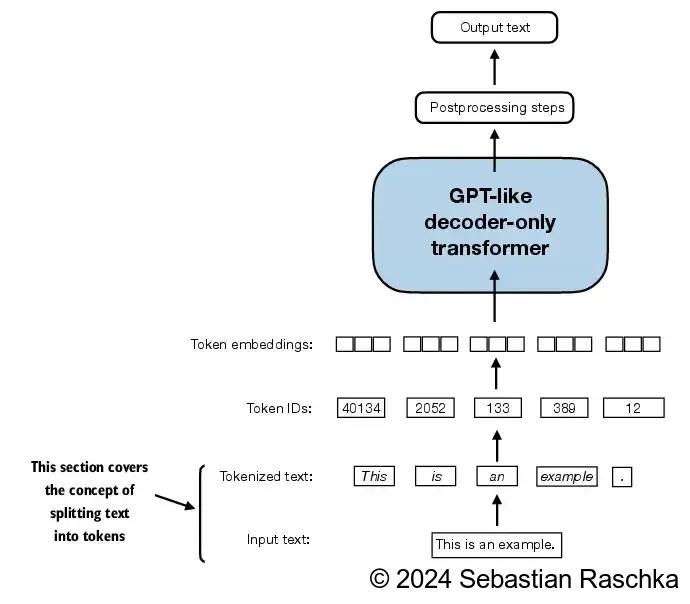 Output text
Postprocessing steps
GPT-like
decoder-only
transformer
Token embeddings:
Token IDs: 40134 2052 133 389 12
This section covers
the concept of
splitting text
into tokens
Tokenized text: This is an example .
Input text: This is an example.
© 2024 Sebastian Raschka